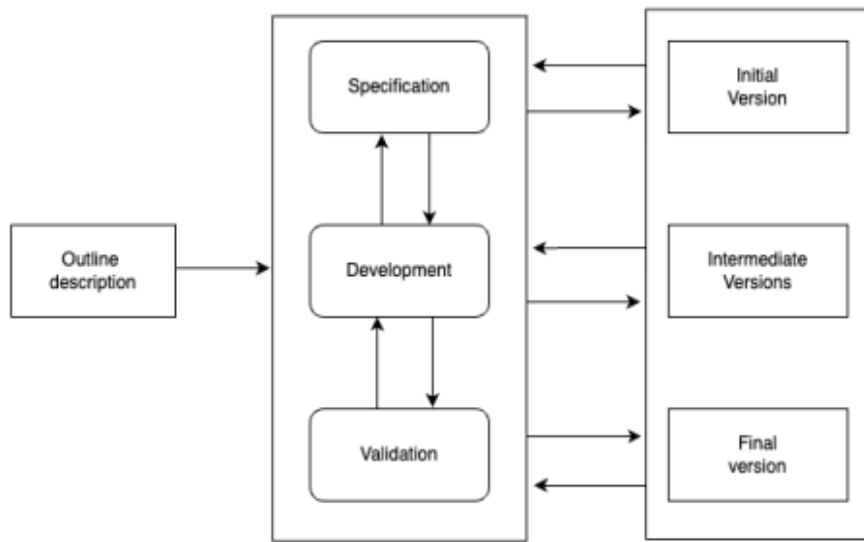 Specification
Initial
Version
Outline
description
Development
Intermediate
Versions
Validation
Final
version